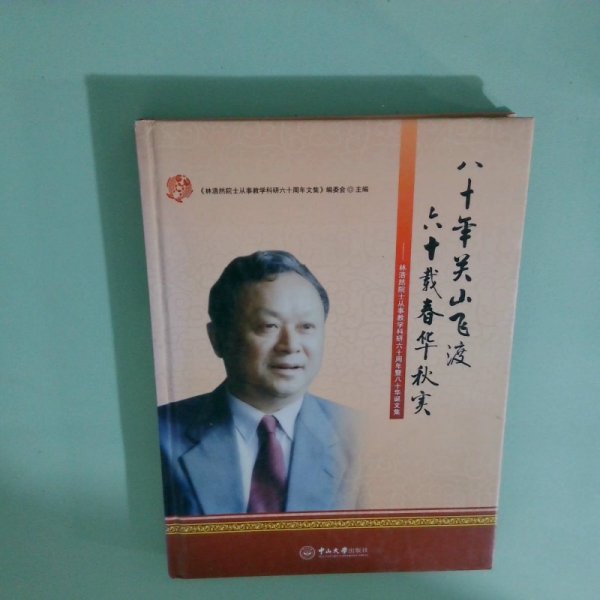 《林浩然院士从事教学科研六十周年文集》编委会◎主编
八十年关山飞渡
六十载春华秋实
——林浩然院士从事教学科研六十周年暨八十华诞文集
中山大学出版社